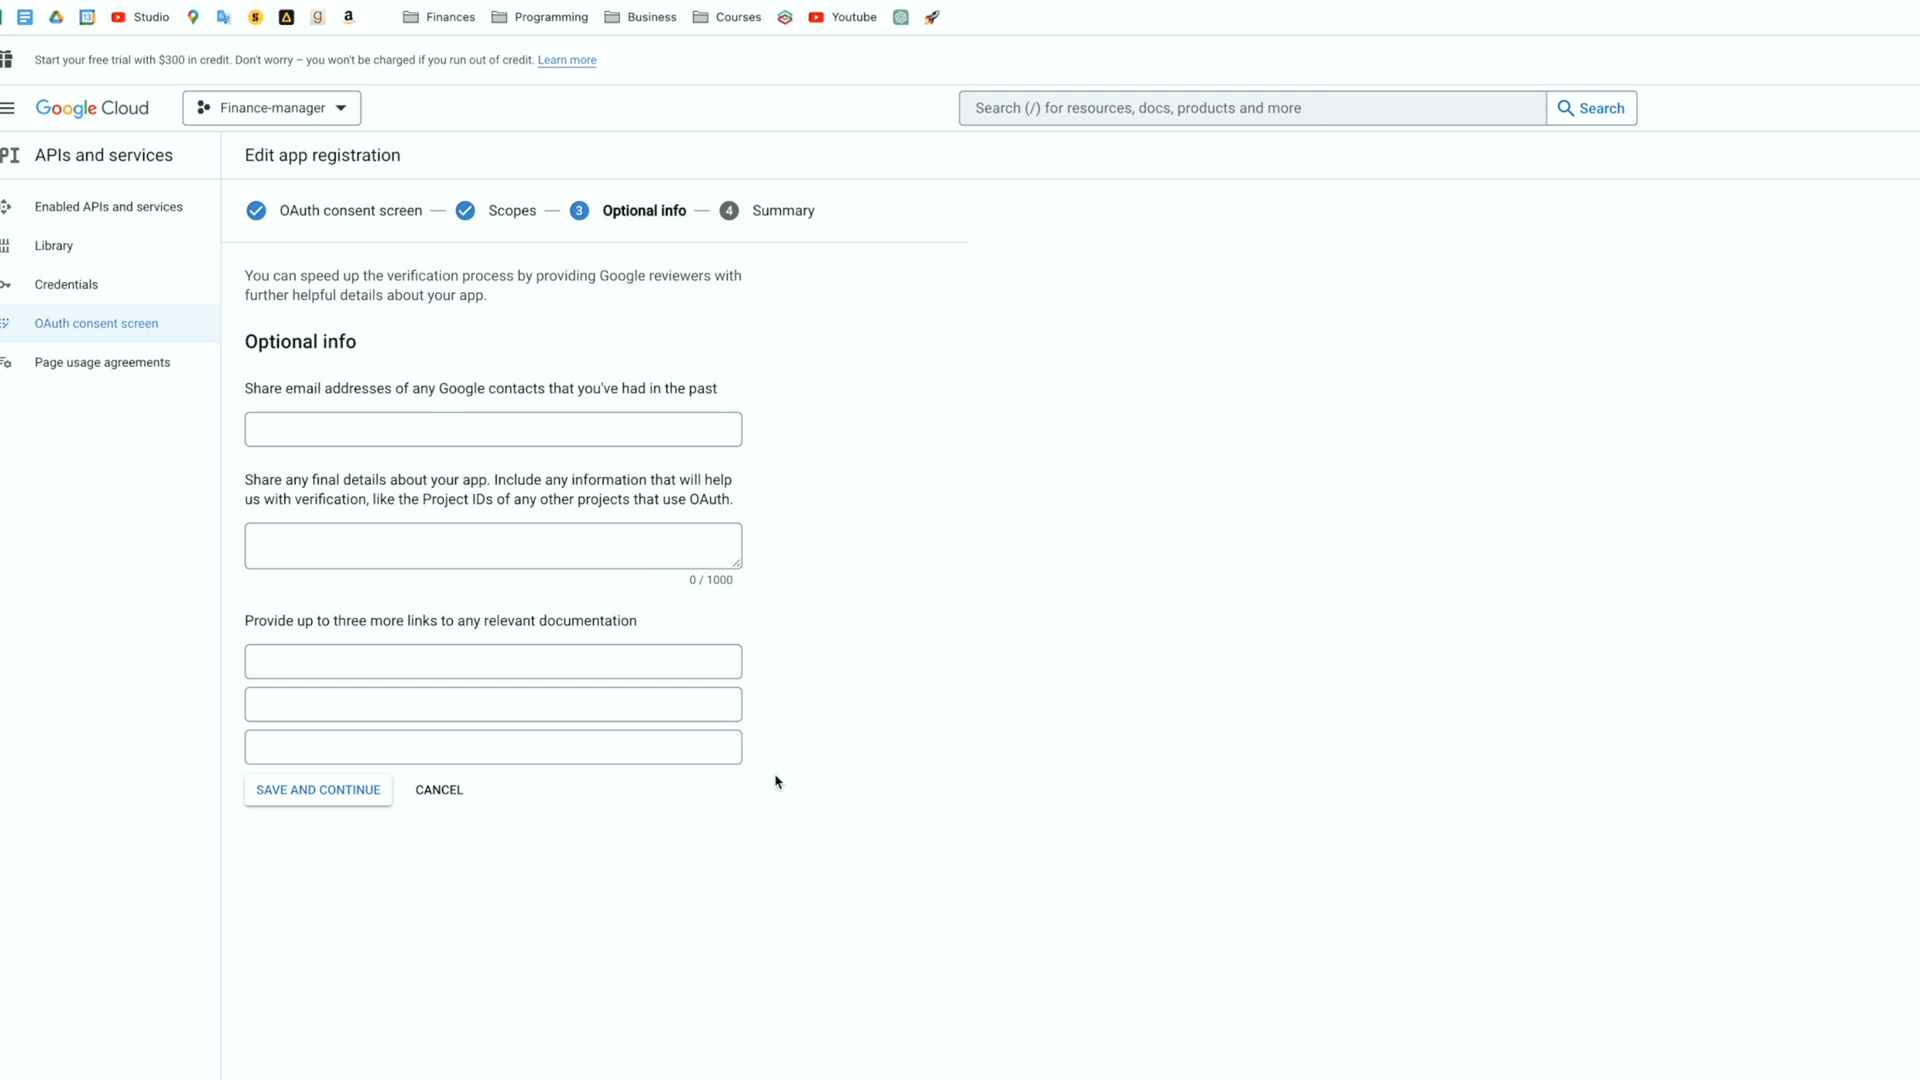 Studio
Finances
Programming
Business
Courses
Youtube
Start your free trial with $300 in credit. Don't worry – you won't be charged if you run out of credit. Learn more
Google Cloud
Finance-manager
Search (/) for resources, docs, products and more
Search
APIs and services
Edit app registration
Enabled APIs and services
Library
Credentials
OAuth consent screen
Page usage agreements
OAuth consent screen — Scopes — 3 Optional info — 4 Summary
You can speed up the verification process by providing Google reviewers with
further helpful details about your app.
Optional info
Share email addresses of any Google contacts that you've had in the past
Share any final details about your app. Include any information that will help
us with verification, like the Project IDs of any other projects that use OAuth.
0 / 1000
Provide up to three more links to any relevant documentation
SAVE AND CONTINUE
CANCEL